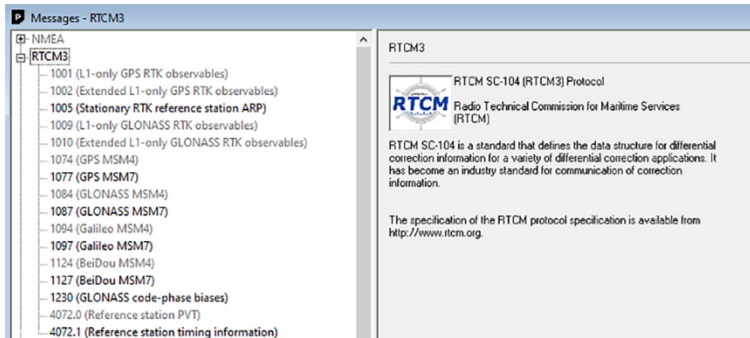 Messages - RTCM3
NMEA
RTCM3
1001 (L1-only GPS RTK observables)
1002 (Extended L1-only GPS RTK observables)
1005 (Stationary RTK reference station ARP)
1009 (L1-only GLONASS RTK observables)
1010 (Extended L1-only GLONASS RTK observables)
1074 (GPS MSM4)
1077 (GPS MSM7)
1084 (GLONASS MSM4)
1087 (GLONASS MSM7)
1094 (Galileo MSM4)
1097 (Galileo MSM7)
1124 (BeiDou MSM4)
1127 (BeiDou MSM7)
1230 (GLONASS code-phase biases)
4072.0 (Reference station PVT)
4072.1 (Reference station timing information)
RTCM3
RTCM
RTCM SC-104 (RTCM3) Protocol
Radio Technical Commission for Maritime Services
(RTCM)
RTCM SC-104 is a standard that defines the data structure for differential
correction information for a variety of differential correction applications. It
has become an industry standard for communication of correction
information.
The specification of the RTCM protocol specification is available from
http://www.rtcm.org.